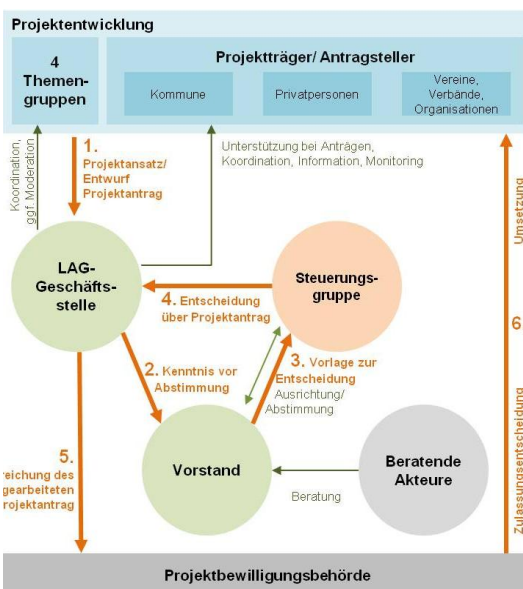 Projektentwicklung
4
Themen-
gruppen
Projektträger/ Antragsteller
Kommune
Privatpersonen
Vereine,
Verbände,
Organisationen
Koordination,
ggf. Moderation
1.
Projektansatz/
Entwurf
Projektantrag
Unterstützung bei Anträgen,
Koordination, Information, Monitoring
LAG-
Geschäfts-
stelle
Steuerungs-
gruppe
4. Entscheidung
über Projektantrag
2. Kenntnis vor
Abstimmung
3. Vorlage zur
Entscheidung
Ausrichtung/
Abstimmung
Vorstand
Beratende
Akteure
Beratung
5.
reichung des
gearbeiteten
rojektantrag
Umsetzung
6
Zulassungsentscheidung
Projektbewilligungsbehörde